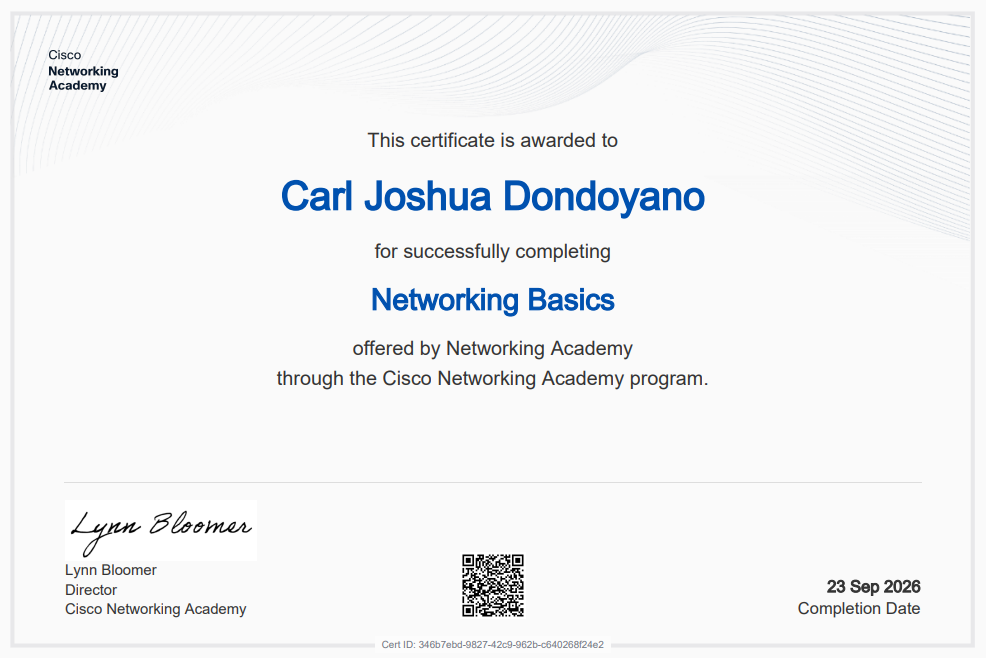 Cisco
Networking
Academy
This certificate is awarded to
Carl Joshua Dondoyano
for successfully completing
Networking Basics
offered by Networking Academy
through the Cisco Networking Academy program.
Lynn Bloomer
Lynn Bloomer
Director
Cisco Networking Academy
23 Sep 2026
Completion Date
Cert ID: 346b7ebd-9827-42c9-962b-c640268f24e2